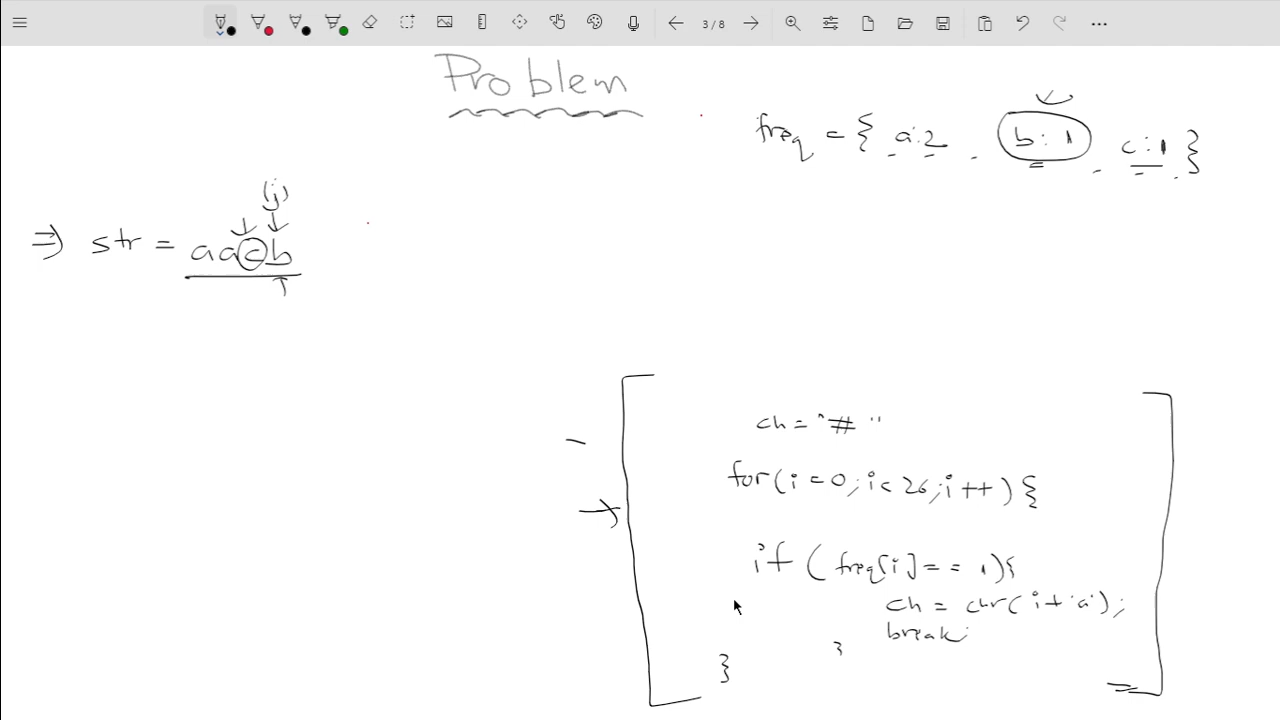 3 / 8
Problem
freq = { a:2 , b : 1 , c : 1 }
(j)
⇒ str = aacb
ch = "#"
for(i = 0; i < 26; i ++) {
if ( freq[i] == 1) {
ch = chr( i + 'a');
break;
}
}